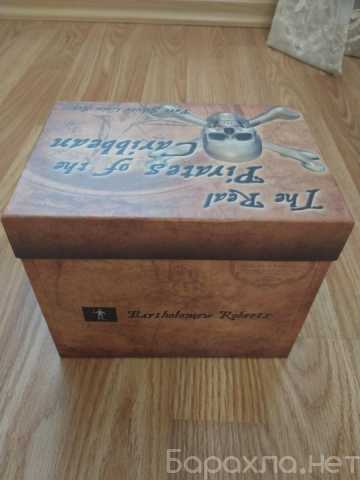 The Real
Pirates of the
Caribbean
Bartholomew Roberts
Барахла.нет